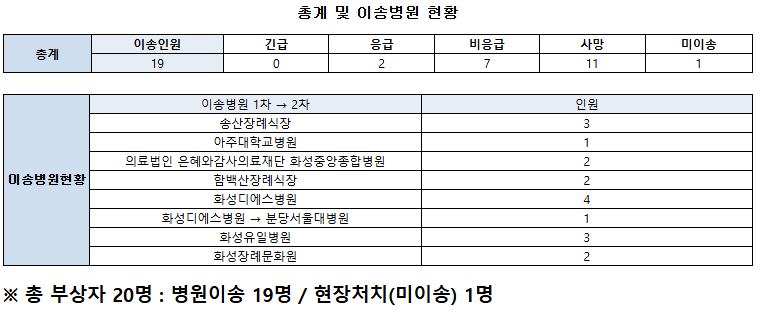 총계 및 이송병원 현황
총계 이송인원 긴급 응급 비응급 사망 미이송
19 0 2 7 11 1
이송병원현황 이송병원 1차 → 2차 인원
송산장례식장 3
아주대학교병원 1
의료법인 은혜와감사의료재단 화성중앙종합병원 2
함백산장례식장 2
화성디에스병원 4
화성디에스병원 → 분당서울대병원 1
화성유일병원 3
화성장례문화원 2
※ 총 부상자 20명 : 병원이송 19명 / 현장처치(미이송) 1명